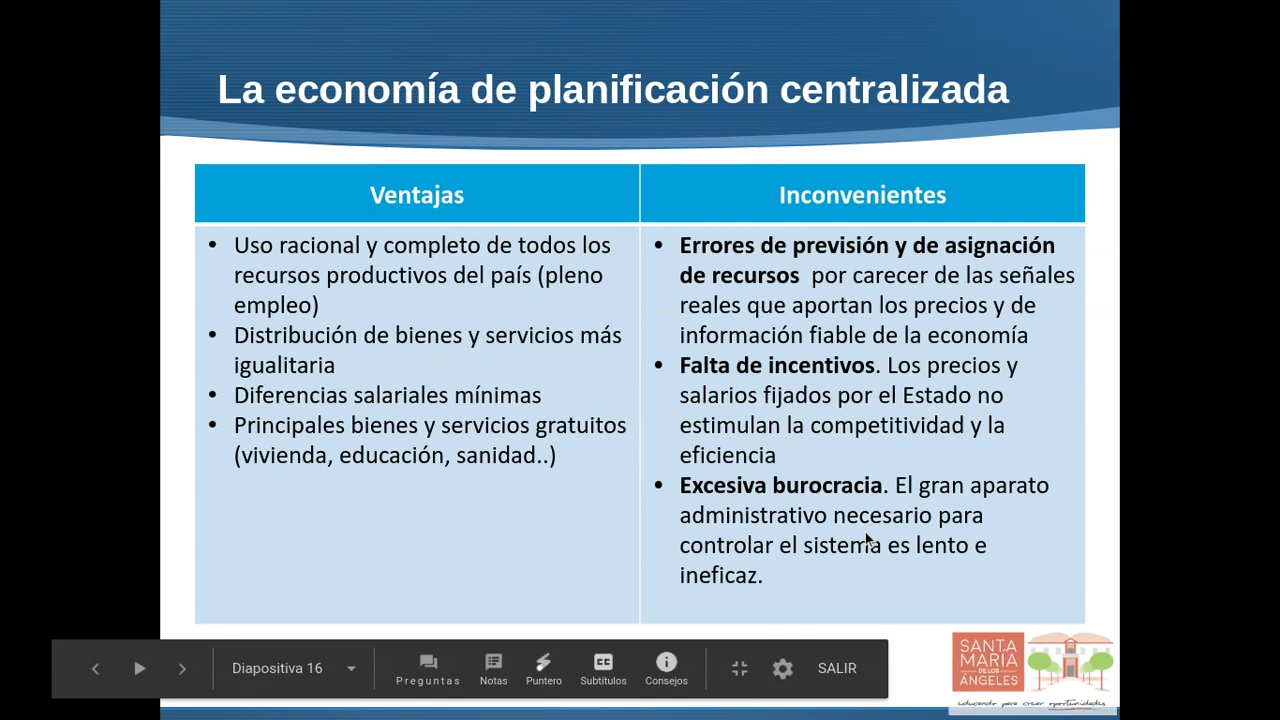 La economía de planificación centralizada
Ventajas
• Uso racional y completo de todos los
recursos productivos del país (pleno
empleo)
• Distribución de bienes y servicios más
igualitaria
• Diferencias salariales mínimas
• Principales bienes y servicios gratuitos
(vivienda, educación, sanidad..)
Inconvenientes
• Errores de previsión y de asignación
de recursos por carecer de las señales
reales que aportan los precios y de
información fiable de la economía
• Falta de incentivos. Los precios y
salarios fijados por el Estado no
estimulan la competitividad y la
eficiencia
• Excesiva burocracia. El gran aparato
administrativo necesario para
controlar el sistema es lento e
ineficaz.
Diapositiva 16
Preguntas
Notas
Puntero
CC
Subtítulos
Consejos
SALIR
SANTA
MARÍA
DE LOS
ÁNGELES
educando para crear oportunidades